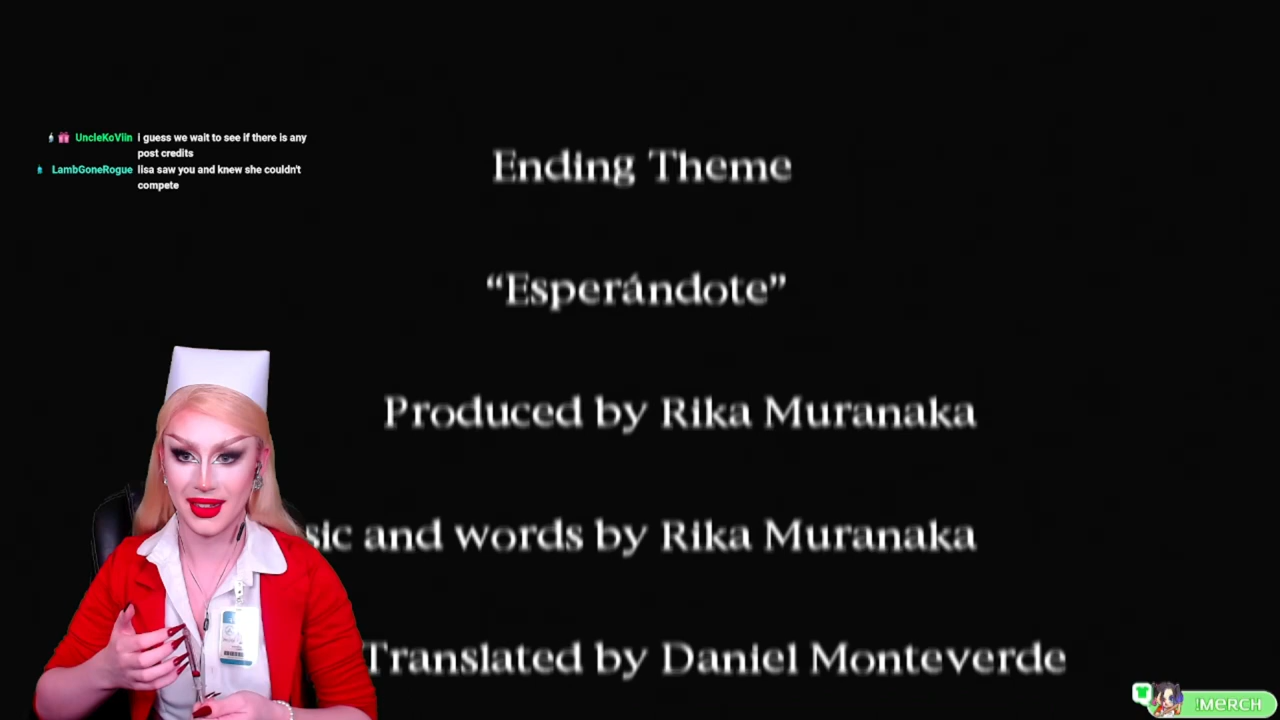 UncleKoViin i guess we wait to see if there is any
post credits
LambGoneRogue lisa saw you and knew she couldn't
compete
Ending Theme
“Esperándote”
Produced by Rika Muranaka
sic and words by Rika Muranaka
Translated by Daniel Monteverde
!MERCH